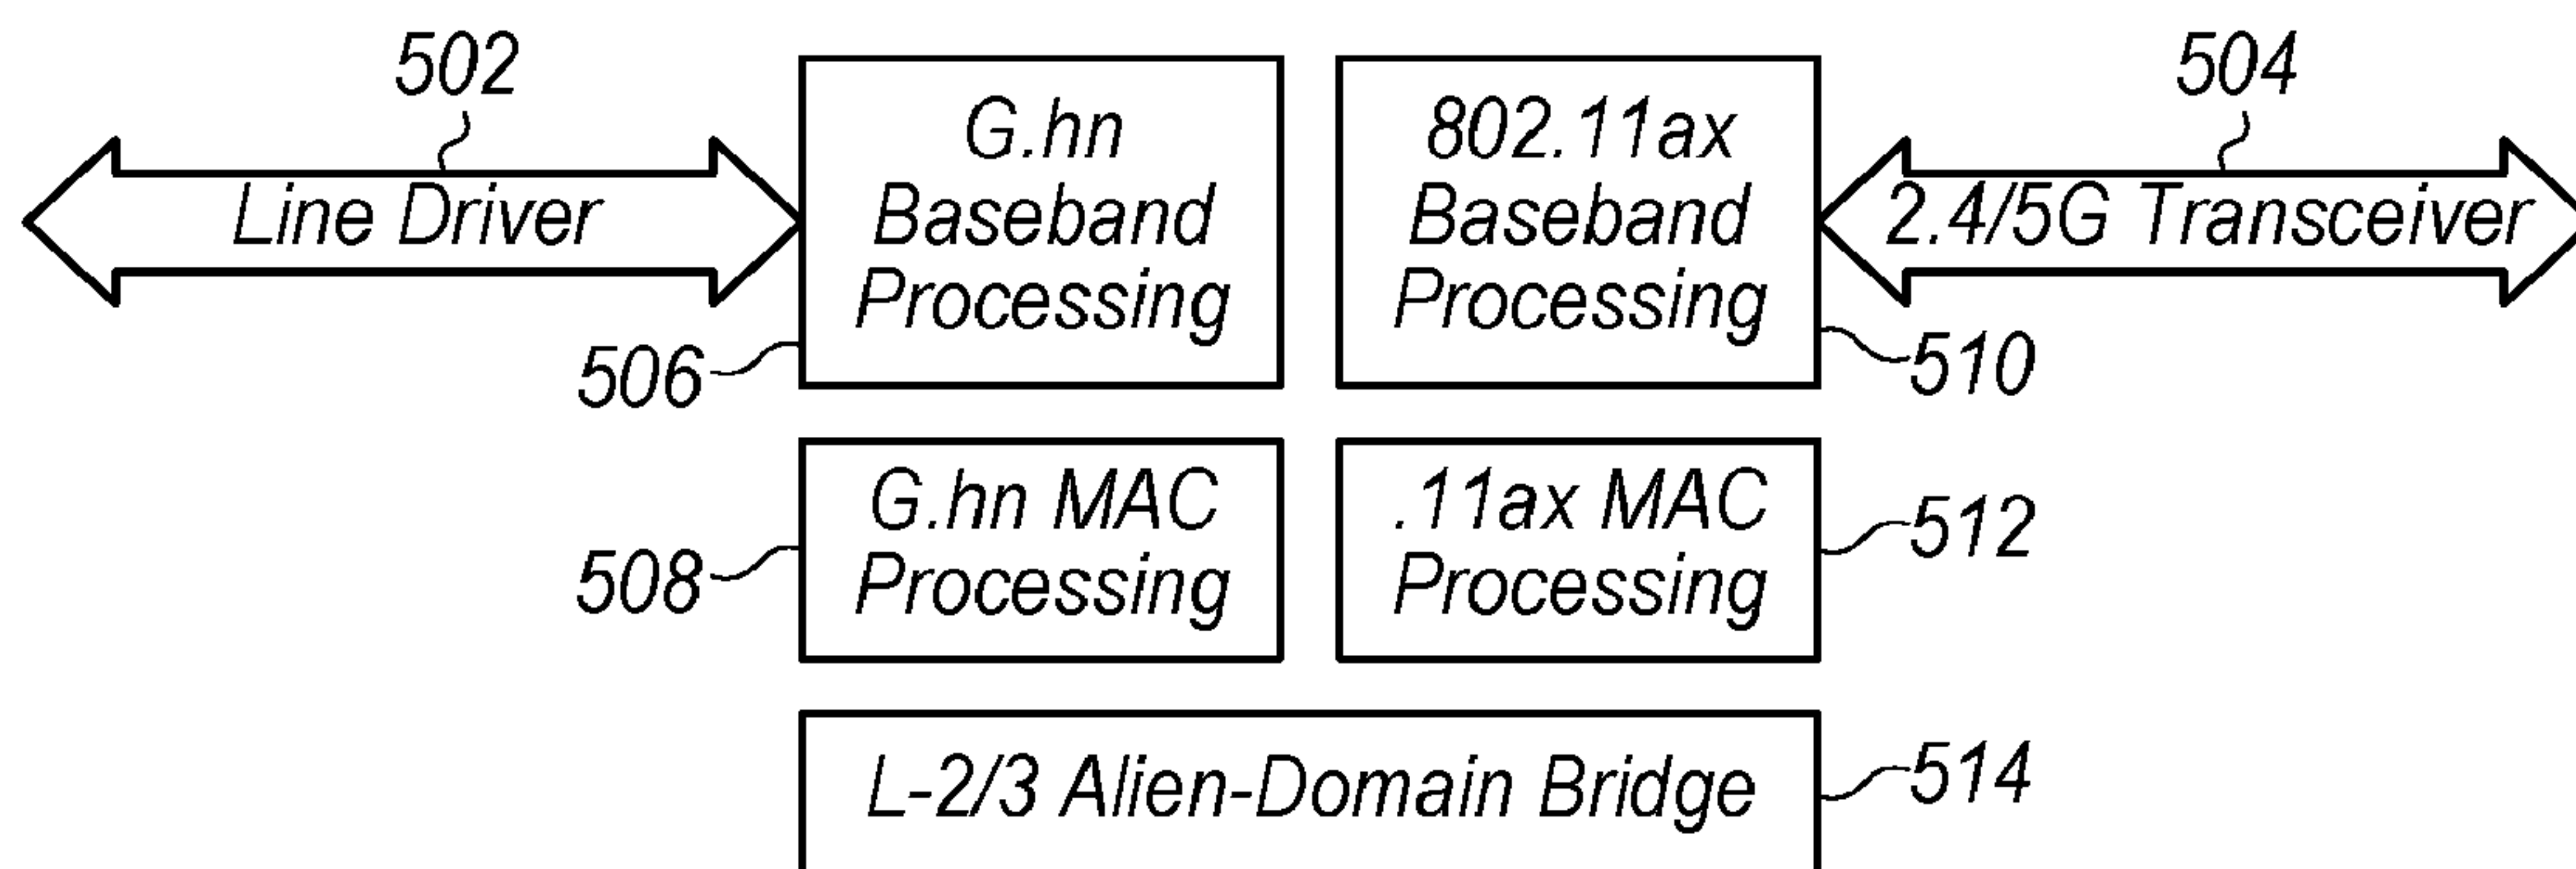 502
504
Line Driver
G.hn
Baseband
Processing
802.11ax
Baseband
Processing
2.4/5G Transceiver
506
510
G.hn MAC
Processing
.11ax MAC
Processing
508
512
L-2/3 Alien-Domain Bridge
514